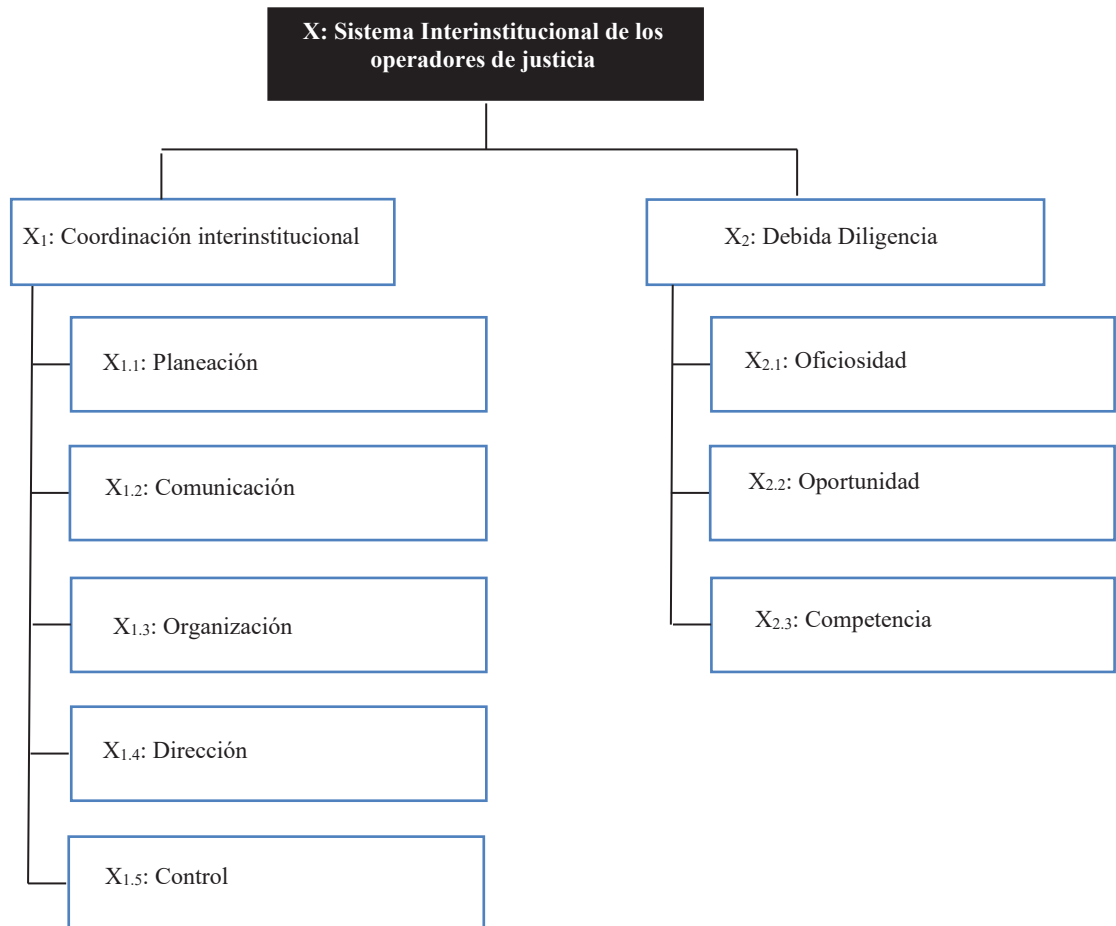 X: Sistema Interinstitucional de los
operadores de justicia
X₁: Coordinación interinstitucional
X₁.₁: Planeación
X₁.₂: Comunicación
X₁.₃: Organización
X₁.₄: Dirección
X₁.₅: Control
X₂: Debida Diligencia
X₂.₁: Oficiosidad
X₂.₂: Oportunidad
X₂.₃: Competencia